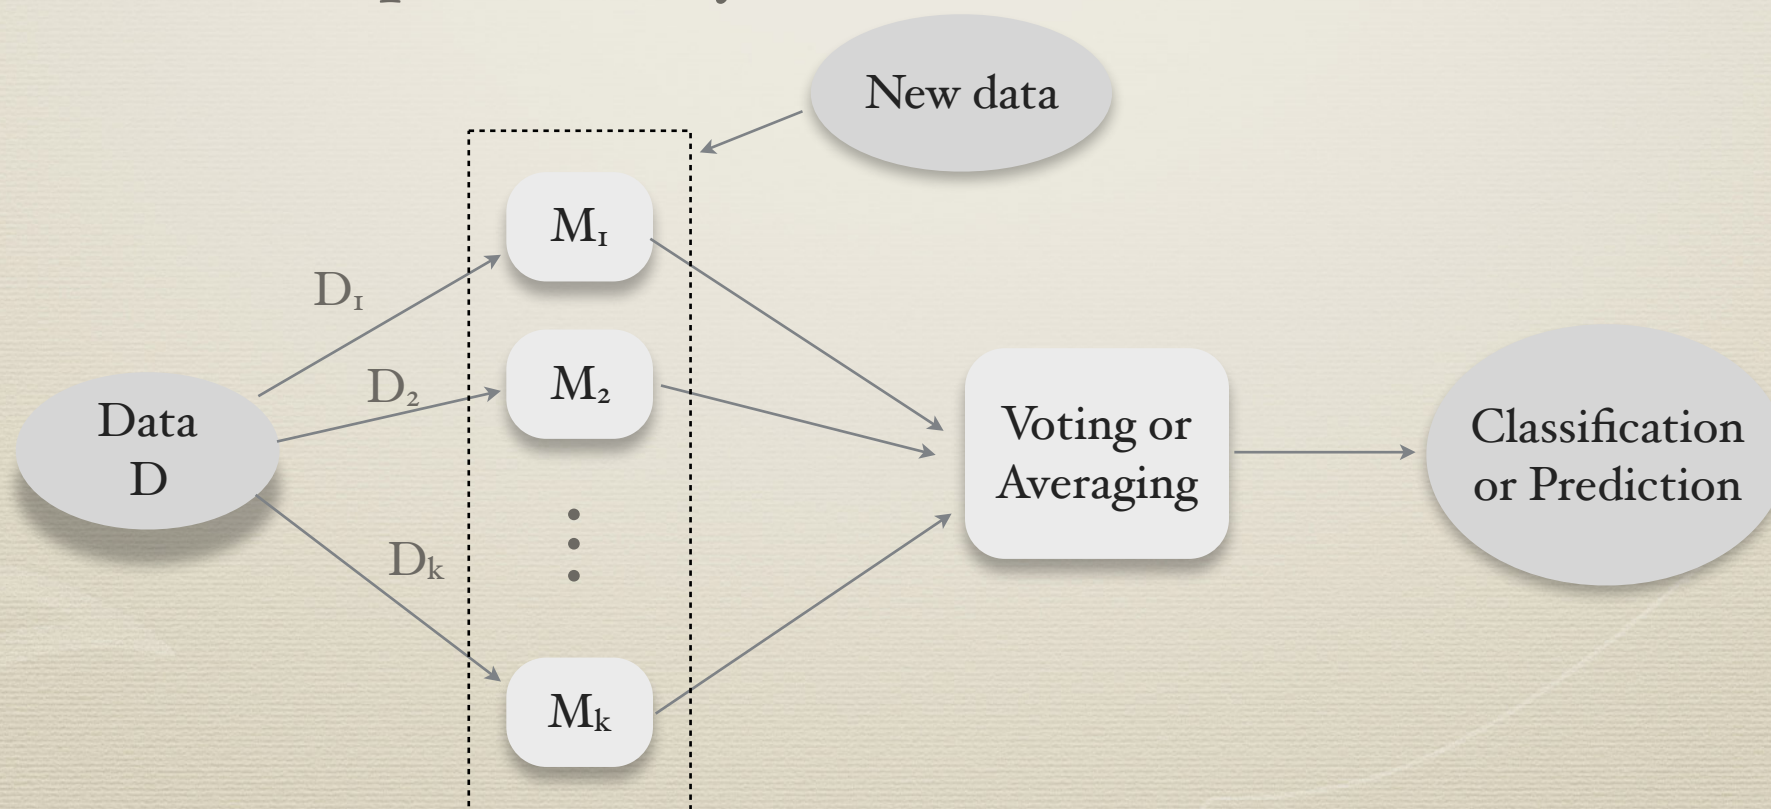 New data
M₁
D₁
M₂
D₂
Data
D
Voting or
Averaging
Classification
or Prediction
Dₖ
Mₖ